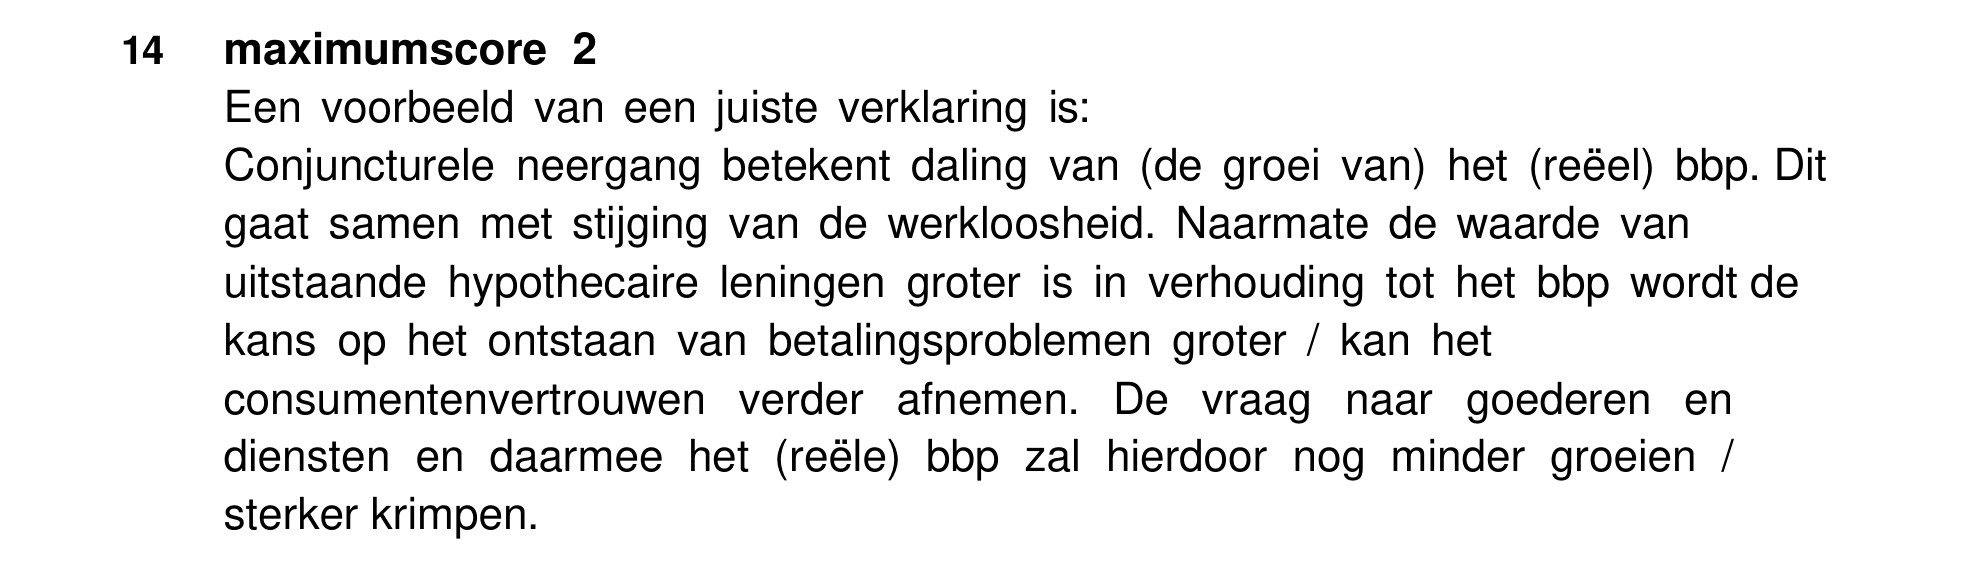 14 maximumscore 2
Een voorbeeld van een juiste verklaring is:
Conjuncturele neergang betekent daling van (de groei van) het (reëel) bbp. Dit
gaat samen met stijging van de werkloosheid. Naarmate de waarde van
uitstaande hypothecaire leningen groter is in verhouding tot het bbp wordt de
kans op het ontstaan van betalingsproblemen groter / kan het
consumentenvertrouwen verder afnemen. De vraag naar goederen en
diensten en daarmee het (reële) bbp zal hierdoor nog minder groeien /
sterker krimpen.